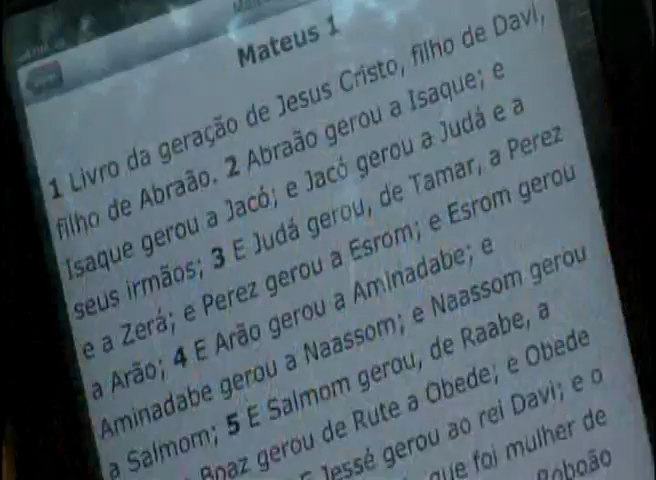 Mateus 1
1 Livro da geração de Jesus Cristo, filho de Davi,
filho de Abraão. 2 Abraão gerou a Isaque; e
Isaque gerou a Jacó; e Jacó gerou a Judá e a
seus irmãos; 3 E Judá gerou, de Tamar, a Perez
e a Zerá; e Perez gerou a Esrom; e Esrom gerou
a Arão; 4 E Arão gerou a Aminadabe; e
Aminadabe gerou a Naassom; e Naassom gerou
a Salmom; 5 E Salmom gerou, de Raabe, a
Boaz gerou de Rute a Obede; e Obede
E Jessé gerou ao rei Davi; e o
que foi mulher de
Roboão